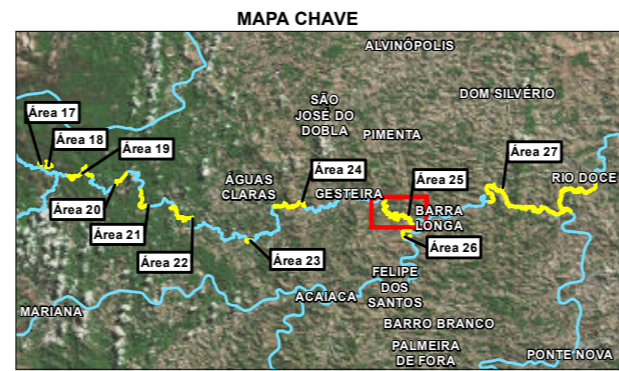 MAPA CHAVE
ALVINÓPOLIS
DOM SILVÉRIO
SÃO
JOSÉ DO
DOBLA
PIMENTA
Área 17
Área 18
Área 19
Área 24
Área 25
Área 27
ÁGUAS
CLARAS
GESTEIRA
RIO DOCE
Área 20
Área 21
Área 22
Área 23
BARRA
LONGA
Área 26
FELIPE
DOS
SANTOS
ACAIACA
MARIANA
BARRO BRANCO
PALMEIRA
DE FORA
PONTE NOVA